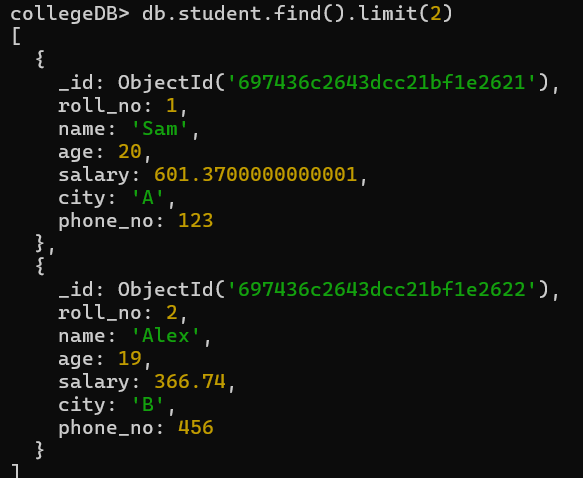 collegeDB> db.student.find().limit(2)
[
  {
    _id: ObjectId('697436c2643dcc21bf1e2621'),
    roll_no: 1,
    name: 'Sam',
    age: 20,
    salary: 601.3700000000001,
    city: 'A',
    phone_no: 123
  },
  {
    _id: ObjectId('697436c2643dcc21bf1e2622'),
    roll_no: 2,
    name: 'Alex',
    age: 19,
    salary: 366.74,
    city: 'B',
    phone_no: 456
  }
]